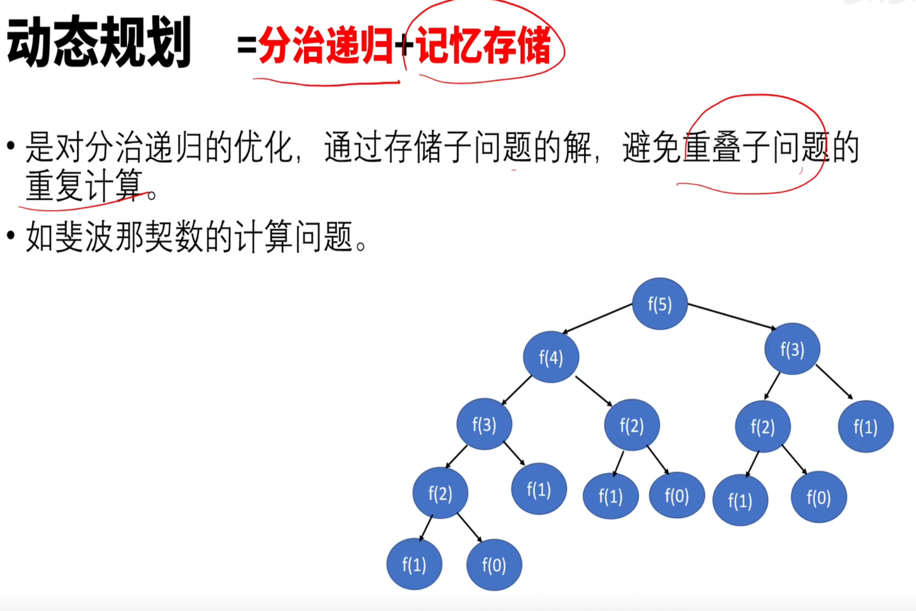 动态规划 =分治递归+记忆存储
• 是对分治递归的优化，通过存储子问题的解，避免重叠子问题的
重复计算。
• 如斐波那契数的计算问题。
f(5)
f(4) f(3)
f(3) f(2) f(2) f(1)
f(2) f(1) f(1) f(0) f(1) f(0)
f(1) f(0)